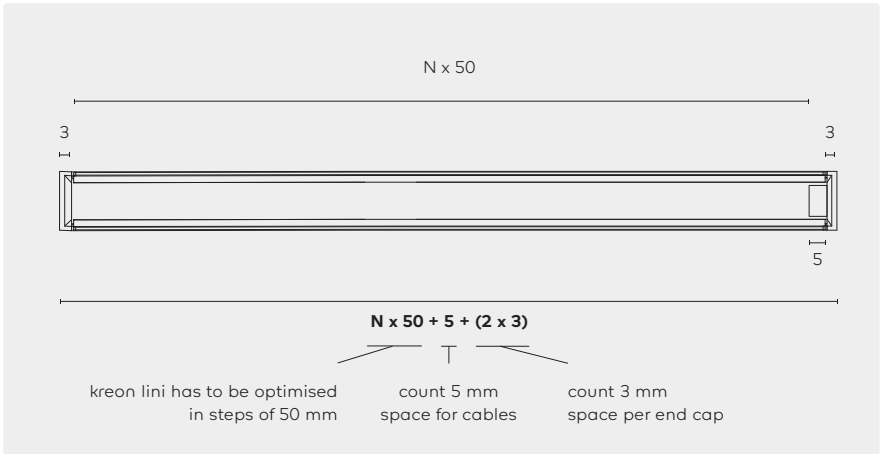 N x 50
3 3
5
N x 50 + 5 + (2 x 3)
kreon lini has to be optimised
in steps of 50 mm
count 5 mm
space for cables
count 3 mm
space per end cap